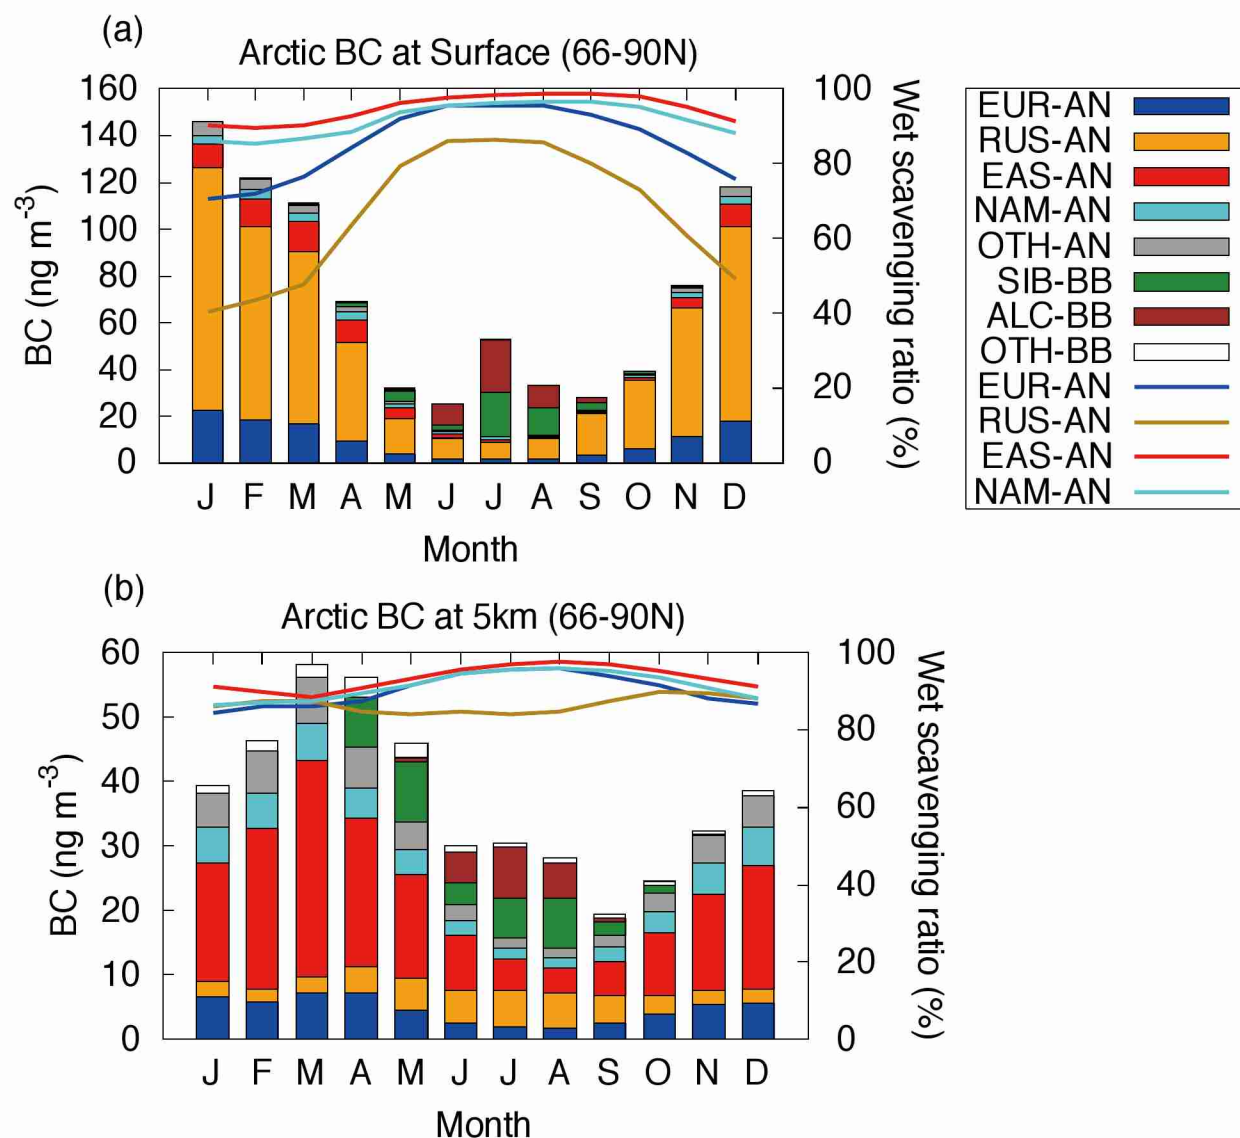 (a)
Arctic BC at Surface (66-90N)
160
140
120
100
80
60
40
20
0
BC (ng m⁻³)
100
80
60
40
20
0
Wet scavenging ratio (%)
J F M A M J J A S O N D
Month
EUR-AN
RUS-AN
EAS-AN
NAM-AN
OTH-AN
SIB-BB
ALC-BB
OTH-BB
EUR-AN
RUS-AN
EAS-AN
NAM-AN
(b)
Arctic BC at 5km (66-90N)
60
50
40
30
20
10
0
BC (ng m⁻³)
100
80
60
40
20
0
Wet scavenging ratio (%)
J F M A M J J A S O N D
Month